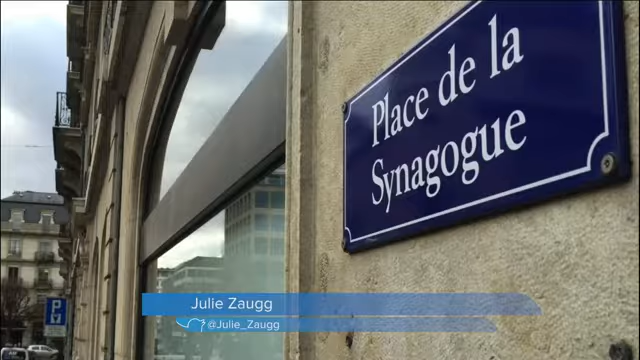 Place de la
Synagogue
P
Julie Zaugg
@Julie_Zaugg